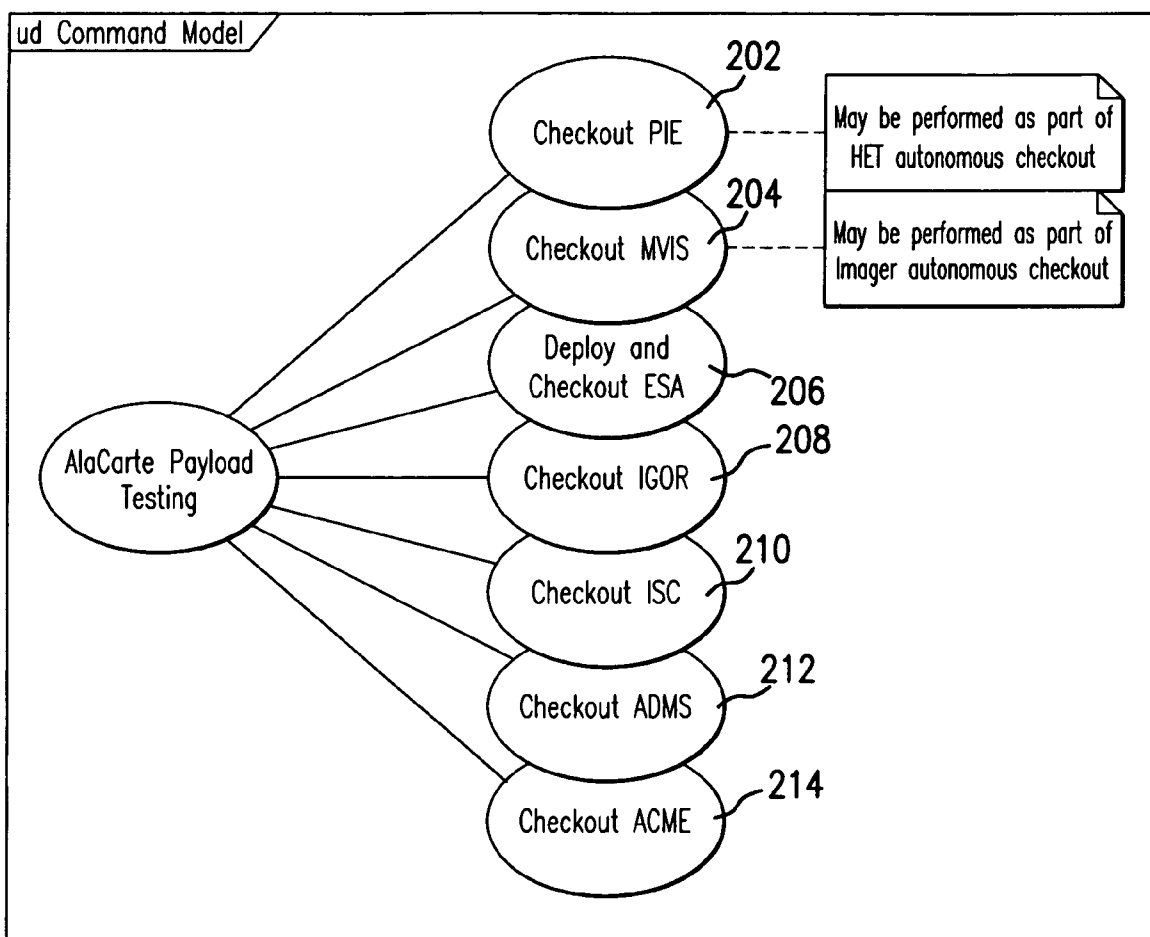 ud Command Model
202
Checkout PIE
May be performed as part of
HET autonomous checkout
204
Checkout MVIS
May be performed as part of
Imager autonomous checkout
Deploy and
Checkout ESA
206
208
AlaCarte Payload
Testing
Checkout IGOR
210
Checkout ISC
212
Checkout ADMS
214
Checkout ACME